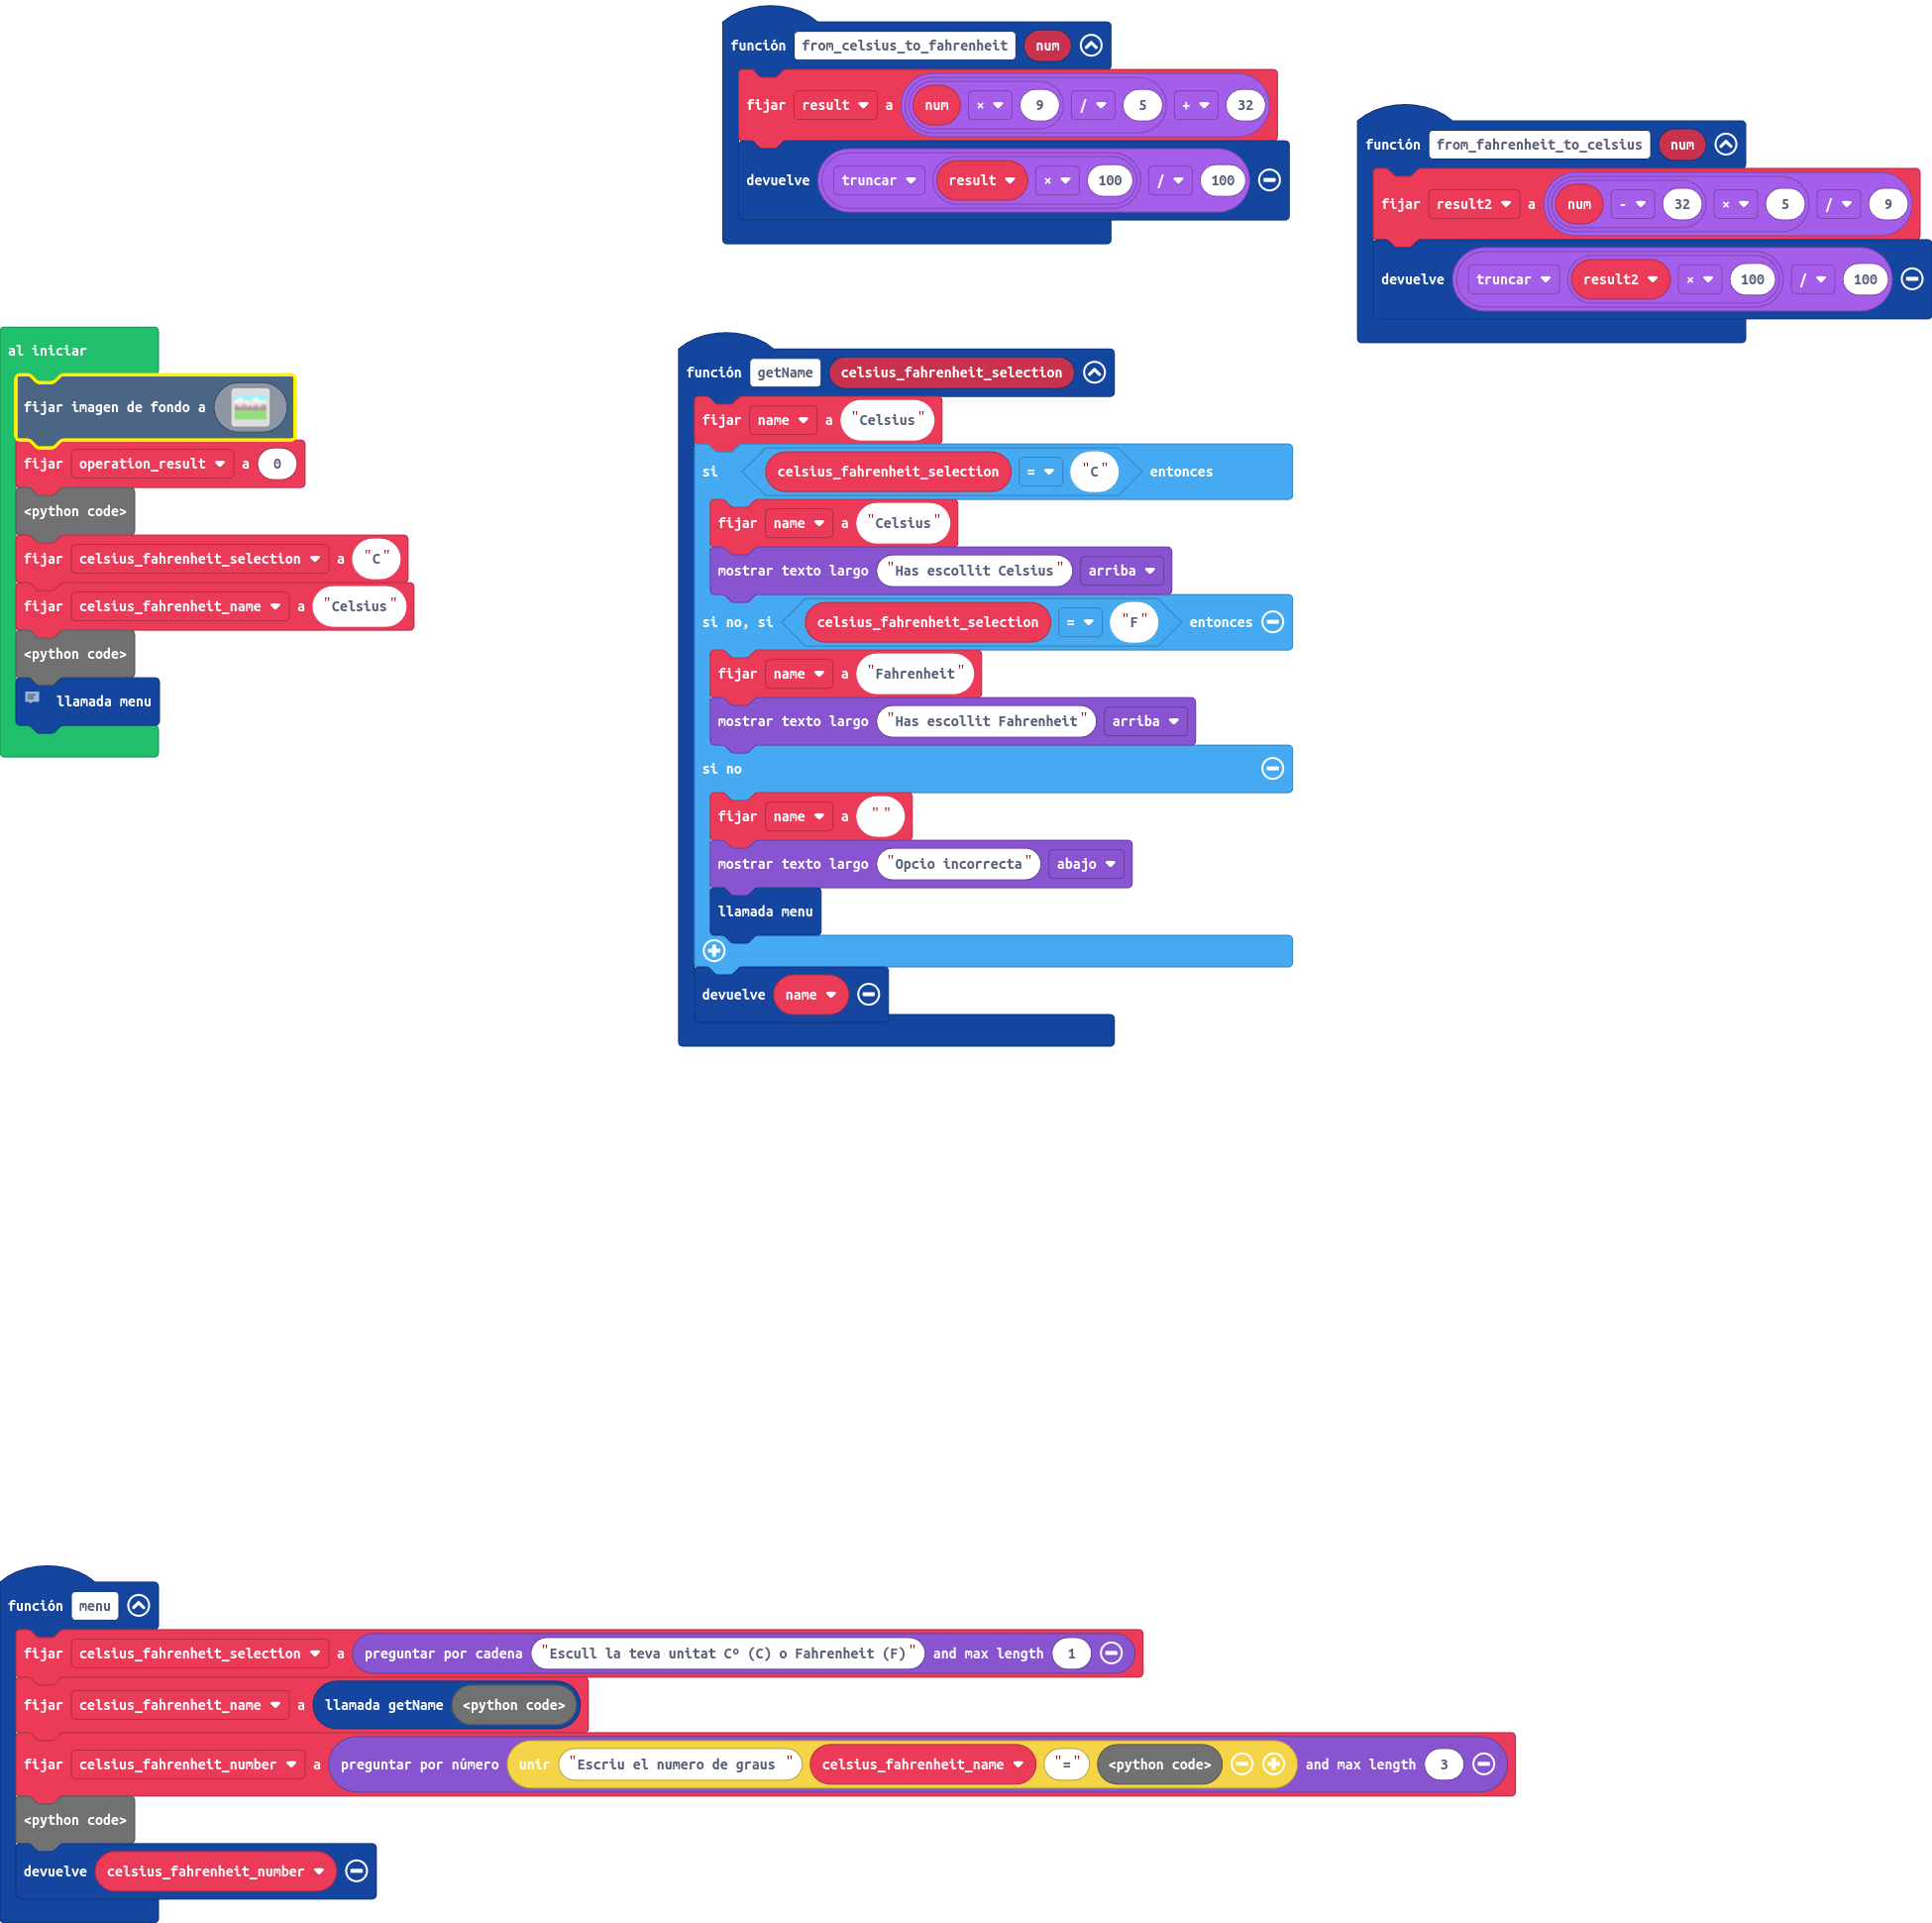 función from_celsius_to_fahrenheit num
fijar result a num × 9 / 5 + 32
devuelve truncar result × 100 / 100
función from_fahrenheit_to_celsius num
fijar result2 a num - 32 × 5 / 9
devuelve truncar result2 × 100 / 100
al iniciar
fijar imagen de fondo a
fijar operation_result a 0
<python code>
fijar celsius_fahrenheit_selection a "C"
fijar celsius_fahrenheit_name a "Celsius"
<python code>
llamada menu
función getName celsius_fahrenheit_selection
fijar name a "Celsius"
si celsius_fahrenheit_selection = "C" entonces
fijar name a "Celsius"
mostrar texto largo "Has escollit Celsius" arriba
si no, si celsius_fahrenheit_selection = "F" entonces
fijar name a "Fahrenheit"
mostrar texto largo "Has escollit Fahrenheit" arriba
si no
fijar name a ""
mostrar texto largo "Opcio incorrecta" abajo
llamada menu
devuelve name
función menu
fijar celsius_fahrenheit_selection a preguntar por cadena "Escull la teva unitat Cº (C) o Fahrenheit (F)" and max length 1
fijar celsius_fahrenheit_name a llamada getName <python code>
fijar celsius_fahrenheit_number a preguntar por número unir "Escriu el numero de graus " celsius_fahrenheit_name "=" <python code> and max length 3
<python code>
devuelve celsius_fahrenheit_number